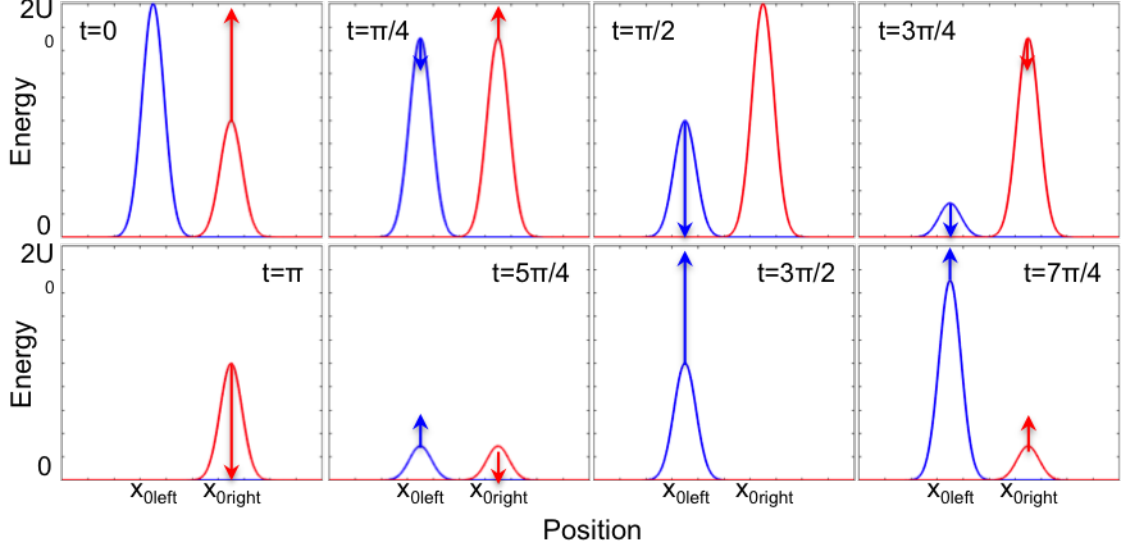 2U
0
Energy
0
t=0
t=π/4
t=π/2
t=3π/4
2U
0
Energy
0
t=π
t=5π/4
t=3π/2
t=7π/4
x0left x0right
x0left x0right
x0left x0right
x0left x0right
Position